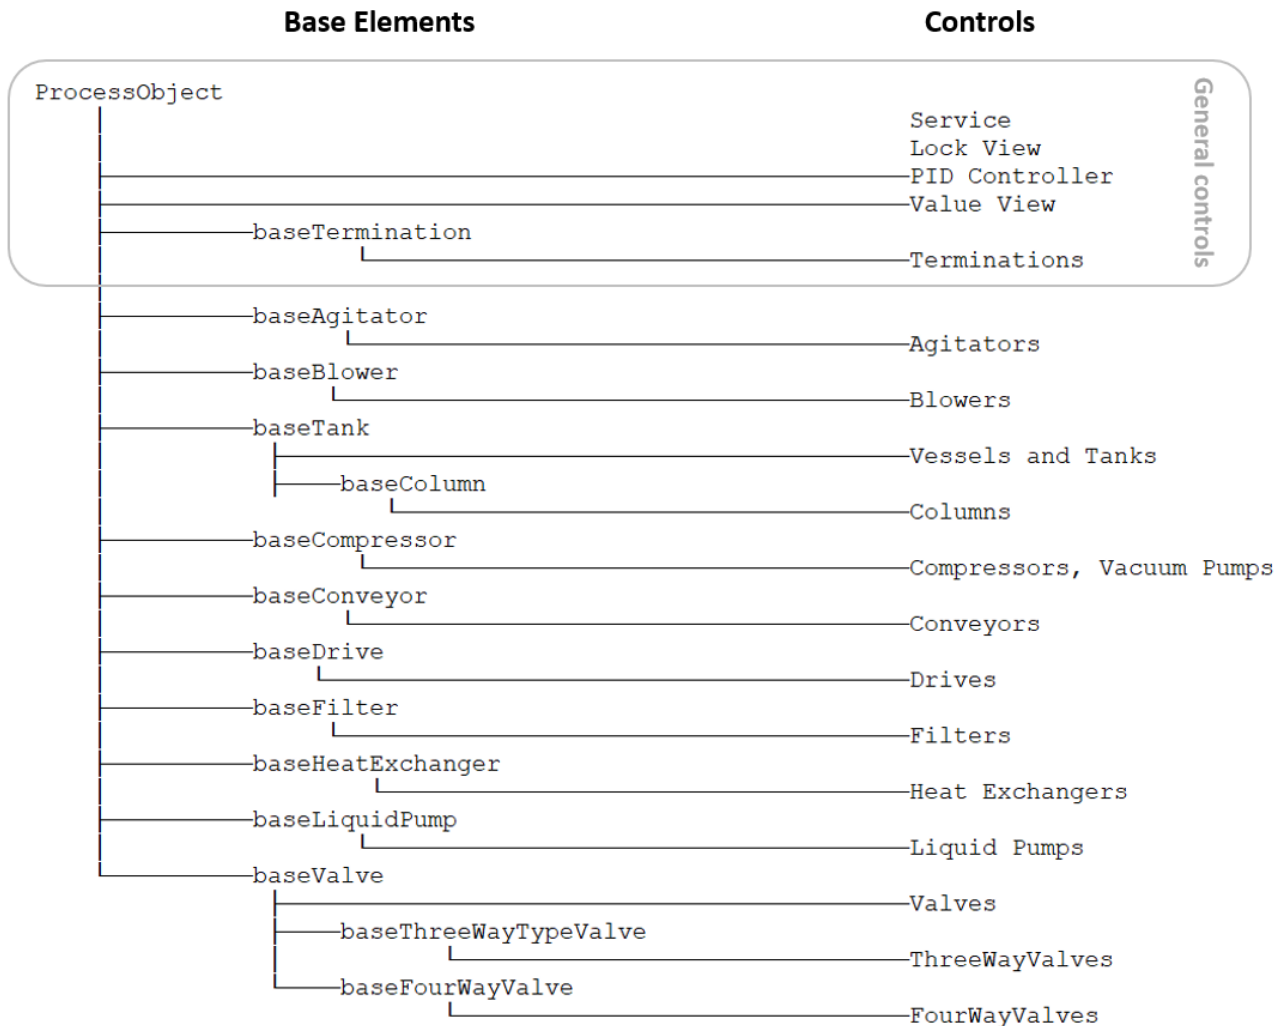 Base Elements Controls
ProcessObject
Service
Lock View
PID Controller
Value View
baseTermination
Terminations
General controls
baseAgitator
Agitators
baseBlower
Blowers
baseTank
Vessels and Tanks
baseColumn
Columns
baseCompressor
Compressors, Vacuum Pumps
baseConveyor
Conveyors
baseDrive
Drives
baseFilter
Filters
baseHeatExchanger
Heat Exchangers
baseLiquidPump
Liquid Pumps
baseValve
Valves
baseThreeWayTypeValve
ThreeWayValves
baseFourWayValve
FourWayValves